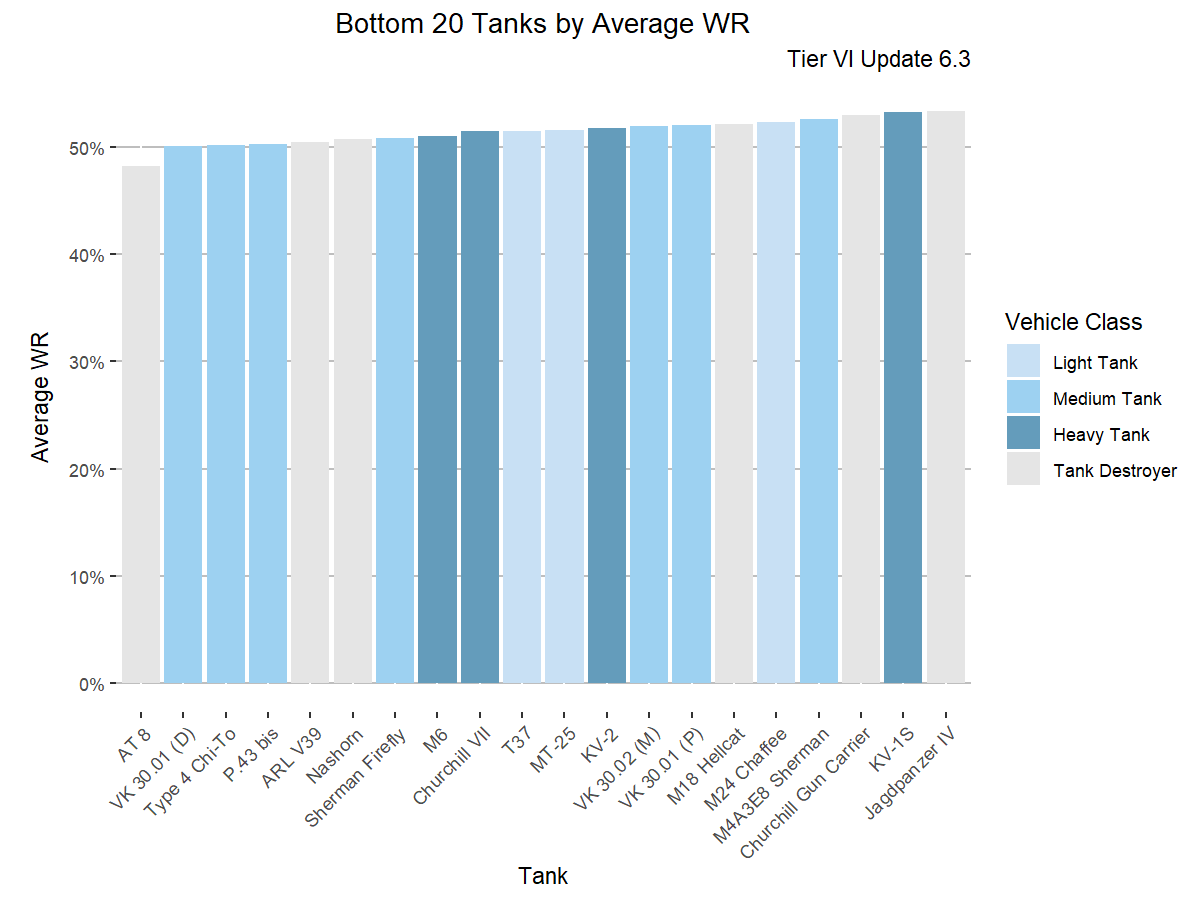 Bottom 20 Tanks by Average WR
Tier VI Update 6.3
Average WR
50%
40%
30%
20%
10%
0%
AT 8
VK 30.01 (D)
Type 4 Chi-To
P.43 bis
ARL V39
Nashorn
Sherman Firefly
M6
Churchill VII
T37
MT-25
KV-2
VK 30.02 (M)
VK 30.01 (P)
M18 Hellcat
M24 Chaffee
M4A3E8 Sherman
Churchill Gun Carrier
KV-1S
Jagdpanzer IV
Tank
Vehicle Class
Light Tank
Medium Tank
Heavy Tank
Tank Destroyer